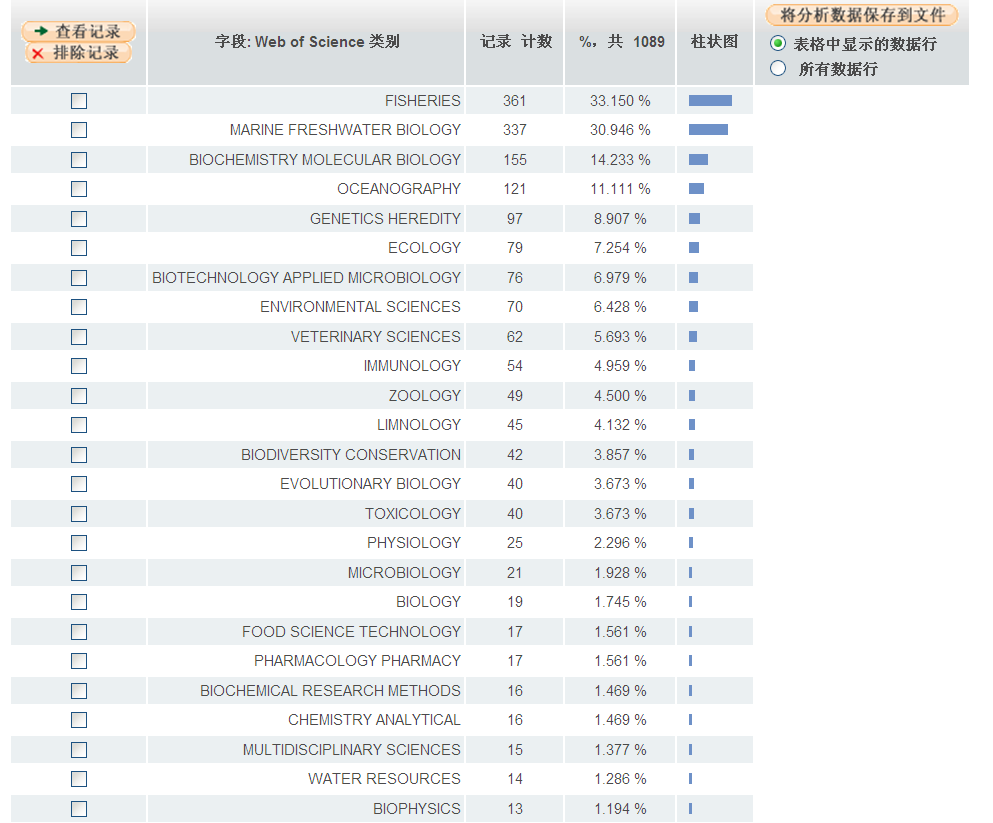 查看记录
排除记录
字段: Web of Science 类别
记录 计数
%，共 1089
柱状图
将分析数据保存到文件
表格中显示的数据行
所有数据行
FISHERIES 361 33.150 %
MARINE FRESHWATER BIOLOGY 337 30.946 %
BIOCHEMISTRY MOLECULAR BIOLOGY 155 14.233 %
OCEANOGRAPHY 121 11.111 %
GENETICS HEREDITY 97 8.907 %
ECOLOGY 79 7.254 %
BIOTECHNOLOGY APPLIED MICROBIOLOGY 76 6.979 %
ENVIRONMENTAL SCIENCES 70 6.428 %
VETERINARY SCIENCES 62 5.693 %
IMMUNOLOGY 54 4.959 %
ZOOLOGY 49 4.500 %
LIMNOLOGY 45 4.132 %
BIODIVERSITY CONSERVATION 42 3.857 %
EVOLUTIONARY BIOLOGY 40 3.673 %
TOXICOLOGY 40 3.673 %
PHYSIOLOGY 25 2.296 %
MICROBIOLOGY 21 1.928 %
BIOLOGY 19 1.745 %
FOOD SCIENCE TECHNOLOGY 17 1.561 %
PHARMACOLOGY PHARMACY 17 1.561 %
BIOCHEMICAL RESEARCH METHODS 16 1.469 %
CHEMISTRY ANALYTICAL 16 1.469 %
MULTIDISCIPLINARY SCIENCES 15 1.377 %
WATER RESOURCES 14 1.286 %
BIOPHYSICS 13 1.194 %